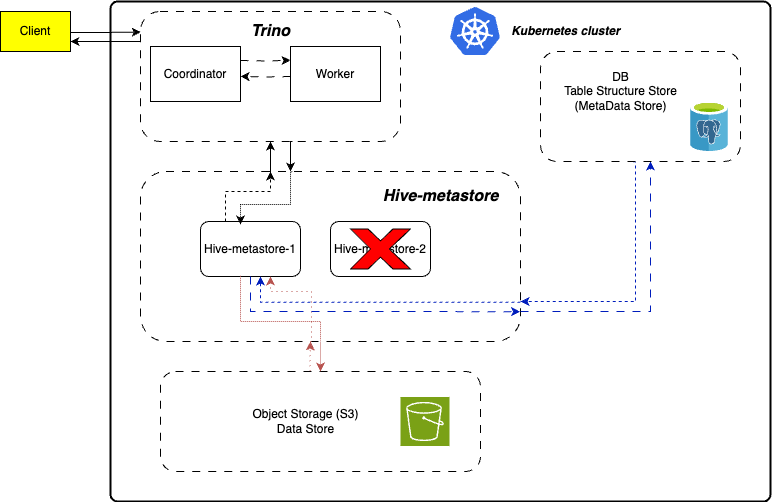 Client
Trino
Kubernetes cluster
Coordinator
Worker
DB
Table Structure Store
(MetaData Store)
Hive-metastore
Hive-metastore-1
Hive-m store-2
Object Storage (S3)
Data Store